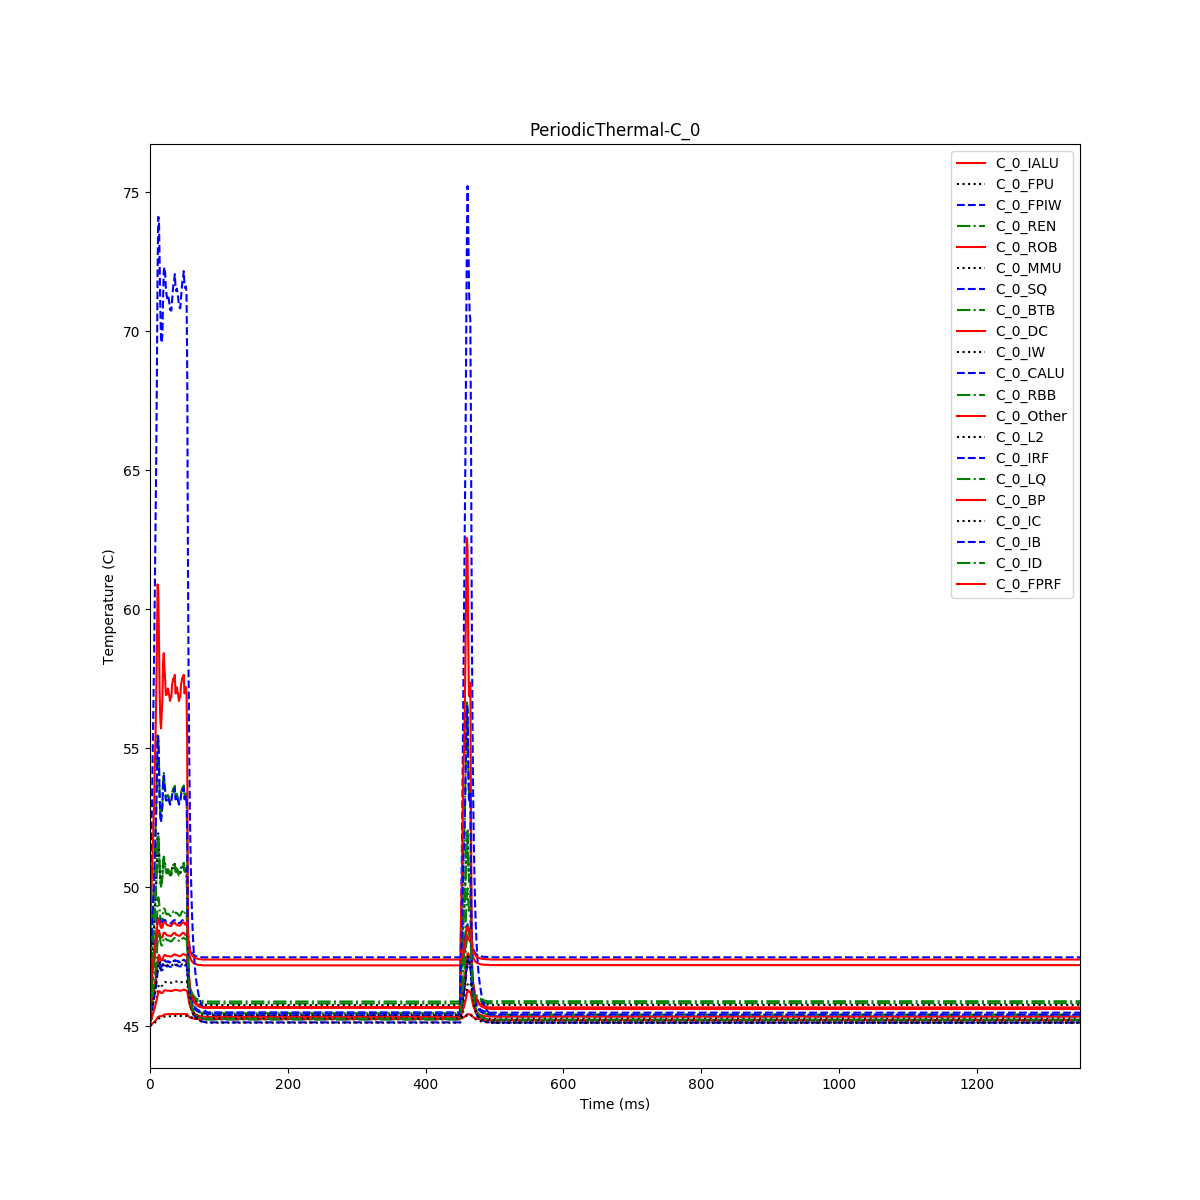 PeriodicThermal-C_0
C_0_IALU
C_0_FPU
C_0_FPIW
C_0_REN
C_0_ROB
C_0_MMU
C_0_SQ
C_0_BTB
C_0_DC
C_0_IW
C_0_CALU
C_0_RBB
C_0_Other
C_0_L2
C_0_IRF
C_0_LQ
C_0_BP
C_0_IC
C_0_IB
C_0_ID
C_0_FPRF
75
70
65
60
55
50
45
Temperature (C)
0 200 400 600 800 1000 1200
Time (ms)